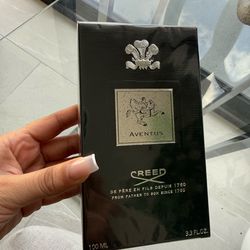 AVENTUS
CREED
DE PÈRE EN FILS DEPUIS 1760
FROM FATHER TO SON SINCE 1760
100 ML 3.3 FL.OZ.